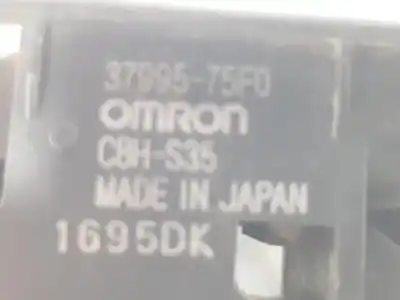 37995-75F0
omron
C8H-S35
MADE IN JAPAN
1695DK